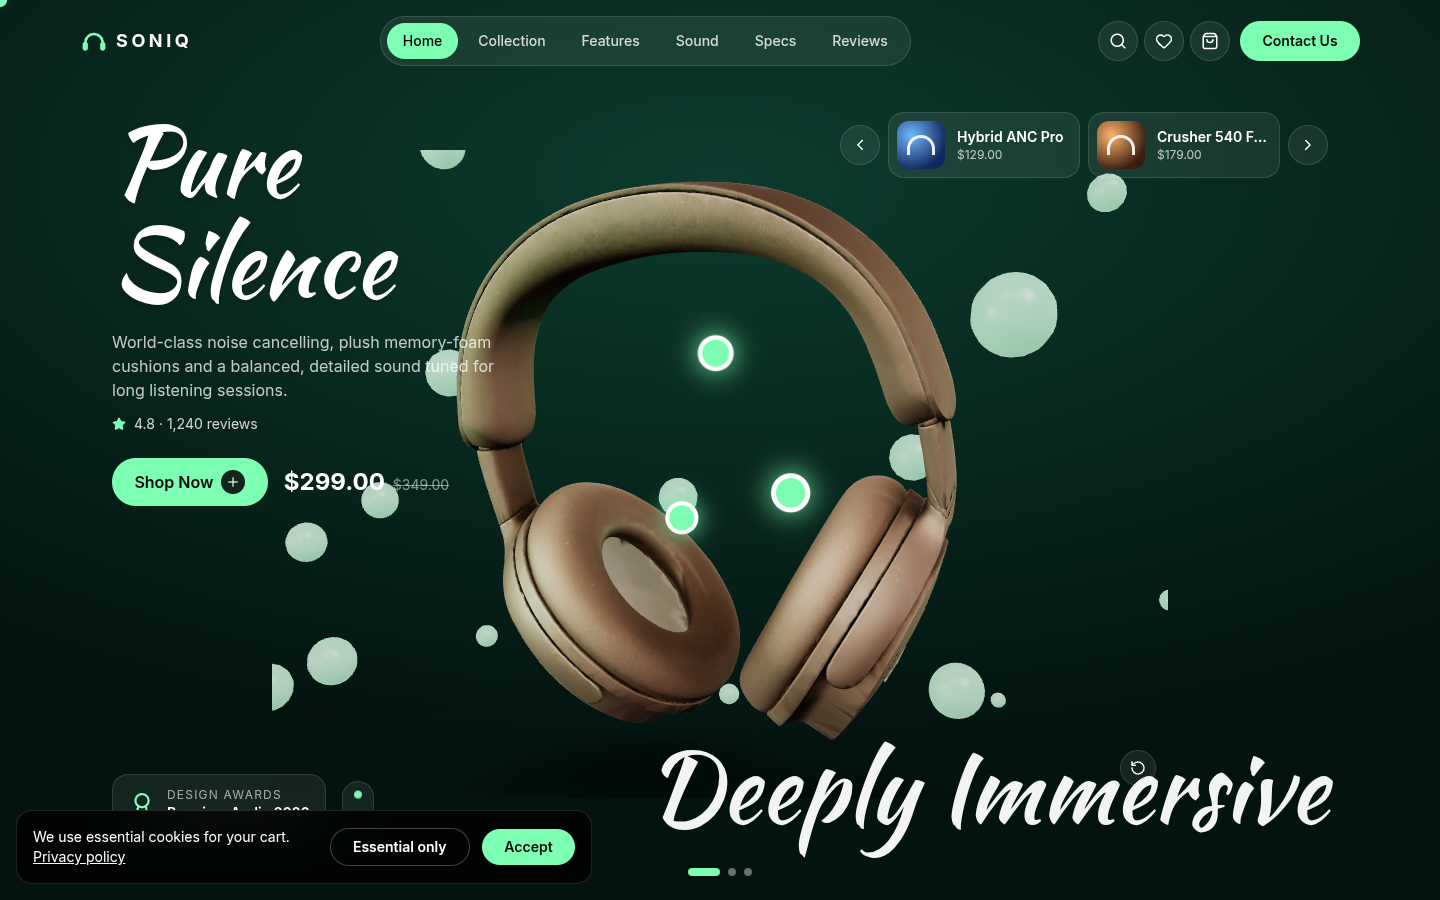 SONIQ
Home
Collection
Features
Sound
Specs
Reviews
Contact Us
Hybrid ANC Pro
$129.00
Crusher 540 F...
$179.00
Pure
Silence
World-class noise cancelling, plush memory-foam
cushions and a balanced, detailed sound tuned for
long listening sessions.
4.8 · 1,240 reviews
Shop Now
$299.00 $349.00
DESIGN AWARDS
Deeply Immersive
We use essential cookies for your cart.
Privacy policy
Essential only
Accept